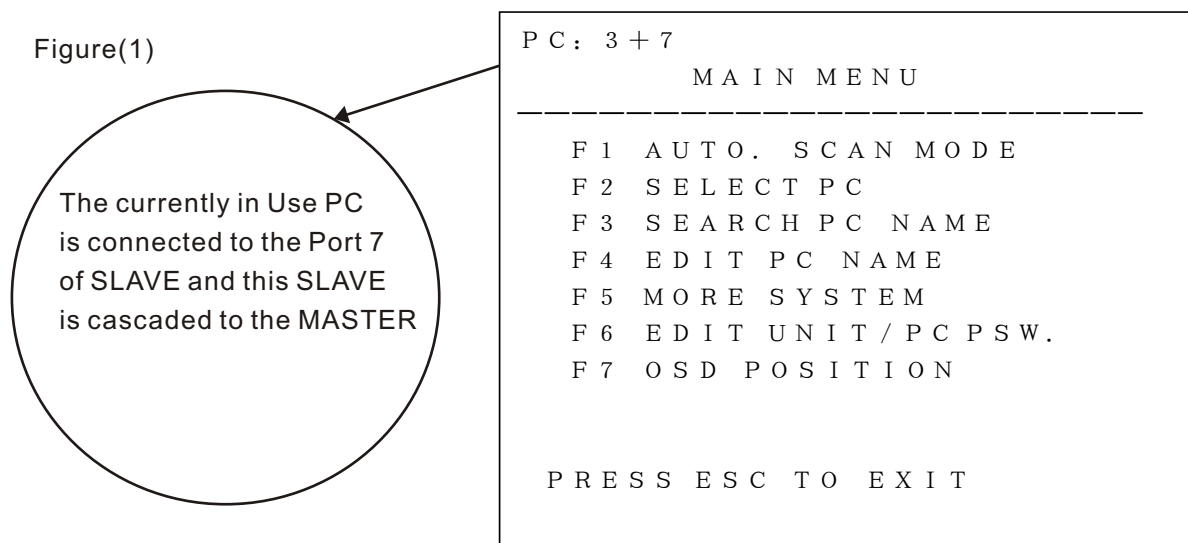 Figure(1)
The currently in Use PC
is connected to the Port 7
of SLAVE and this SLAVE
is cascaded to the MASTER
PC: 3+7
MAIN MENU
F1 AUTO. SCAN MODE
F2 SELECT PC
F3 SEARCH PC NAME
F4 EDIT PC NAME
F5 MORE SYSTEM
F6 EDIT UNIT/PC PSW.
F7 OSD POSITION
PRESS ESC TO EXIT